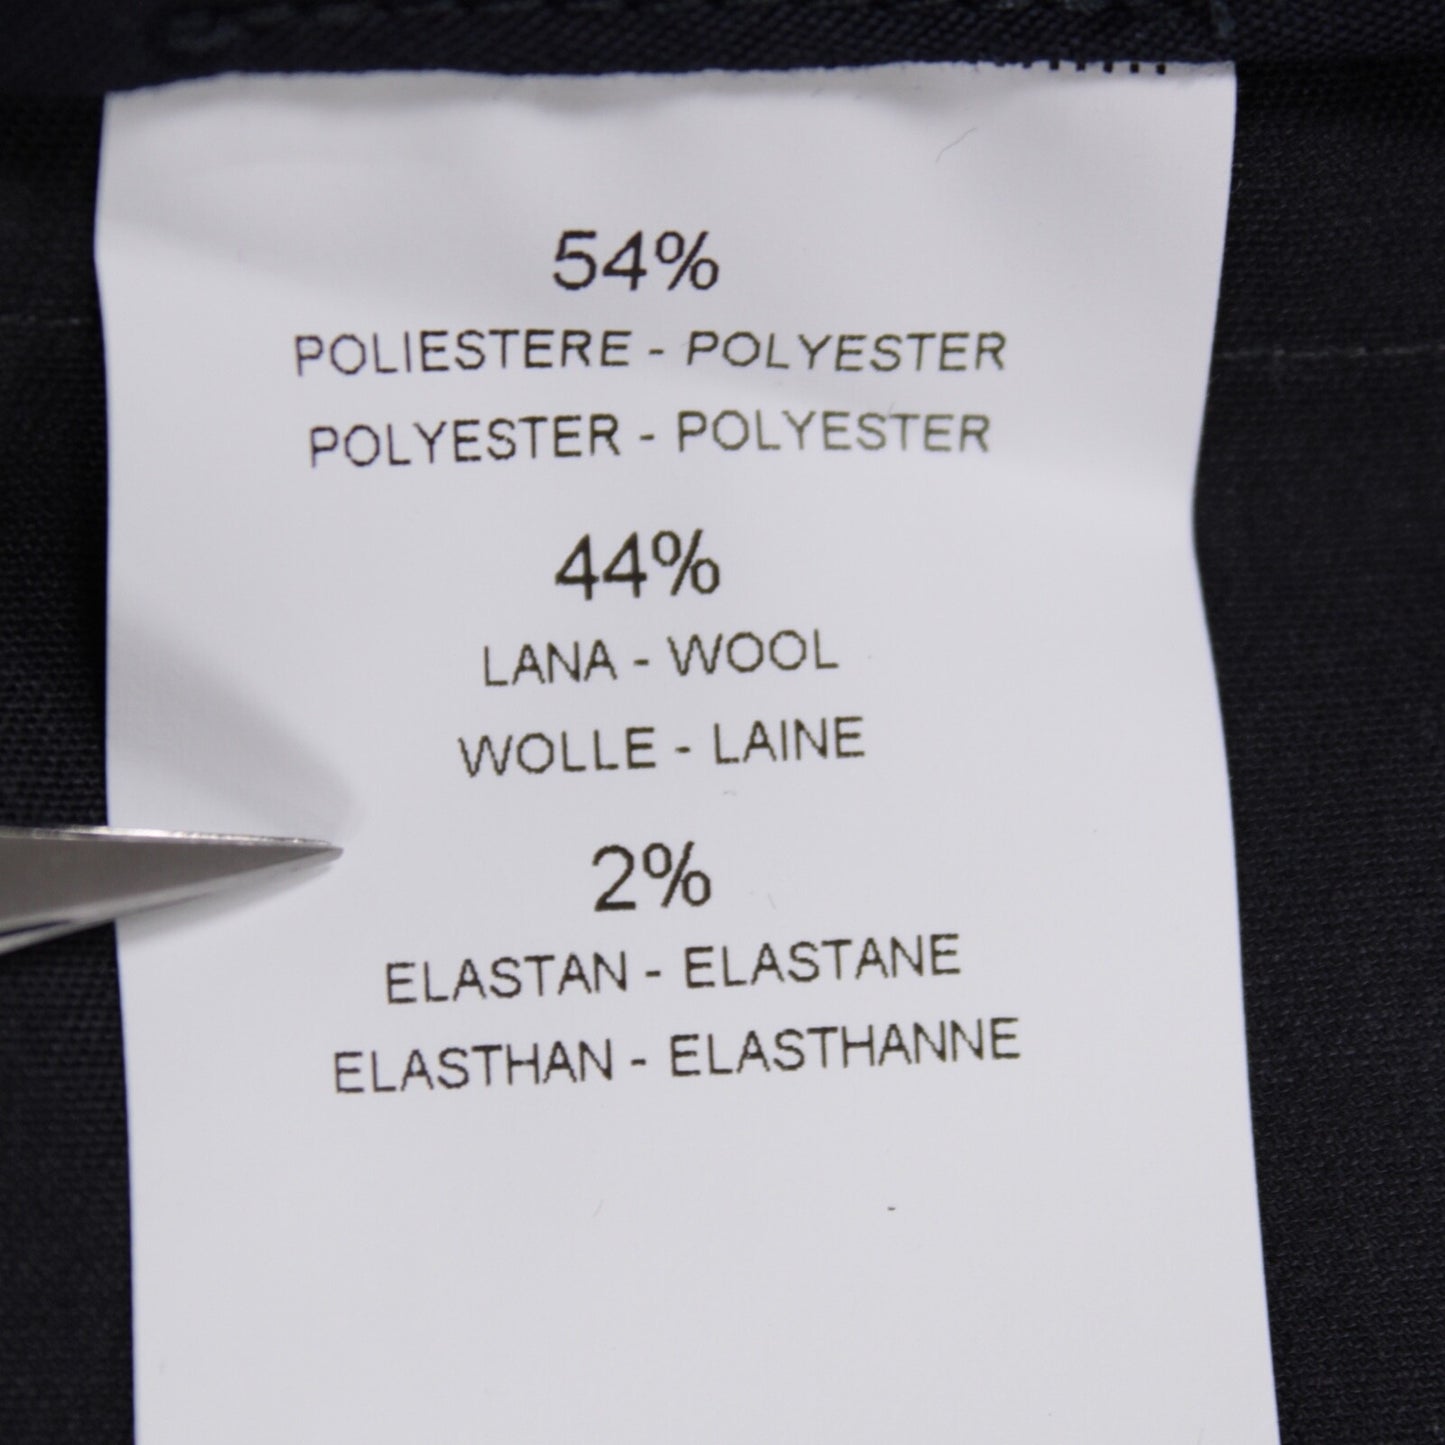 54%
POLIESTERE - POLYESTER
POLYESTER - POLYESTER
44%
LANA - WOOL
WOLLE - LAINE
2%
ELASTAN - ELASTANE
ELASTHAN - ELASTHANNE